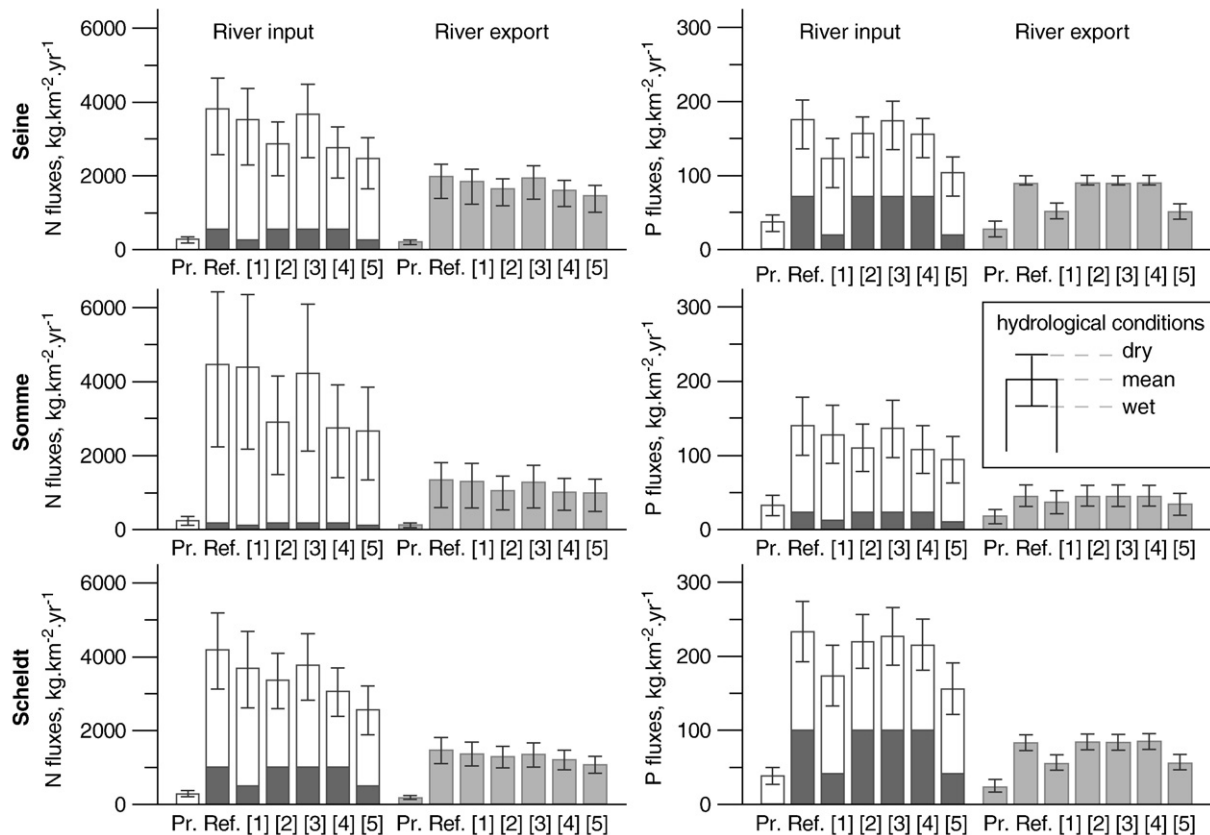 Seine
N fluxes, kg.km-2.yr-1
6000
4000
2000
0
River input
River export
Pr. Ref. [1] [2] [3] [4] [5] Pr. Ref. [1] [2] [3] [4] [5]
P fluxes, kg.km-2.yr-1
300
200
100
0
River input
River export
Pr. Ref. [1] [2] [3] [4] [5] Pr. Ref. [1] [2] [3] [4] [5]
Somme
N fluxes, kg.km-2.yr-1
6000
4000
2000
0
Pr. Ref. [1] [2] [3] [4] [5] Pr. Ref. [1] [2] [3] [4] [5]
P fluxes, kg.km-2.yr-1
300
200
100
0
hydrological conditions
dry
mean
wet
Pr. Ref. [1] [2] [3] [4] [5] Pr. Ref. [1] [2] [3] [4] [5]
Scheldt
N fluxes, kg.km-2.yr-1
6000
4000
2000
0
Pr. Ref. [1] [2] [3] [4] [5] Pr. Ref. [1] [2] [3] [4] [5]
P fluxes, kg.km-2.yr-1
300
200
100
0
Pr. Ref. [1] [2] [3] [4] [5] Pr. Ref. [1] [2] [3] [4] [5]